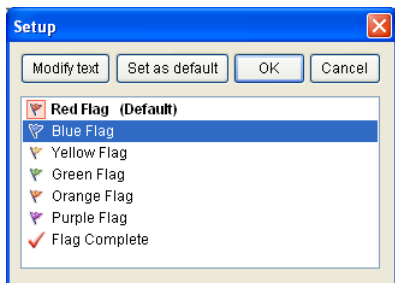 Setup
Modify text Set as default OK Cancel
Red Flag (Default)
Blue Flag
Yellow Flag
Green Flag
Orange Flag
Purple Flag
Flag Complete